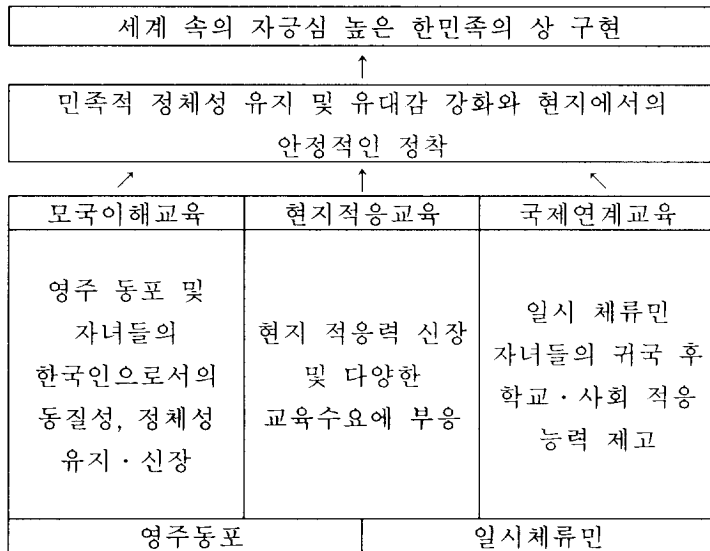 세계 속의 자긍심 높은 한민족의 상 구현
↑
민족적 정체성 유지 및 유대감 강화와 현지에서의
안정적인 정착
↗ ↑ ↖
모국이해교육 현지적응교육 국제연계교육
영주 동포 및
자녀들의
한국인으로서의
동질성, 정체성
유지·신장
현지 적응력 신장
및 다양한
교육수요에 부응
일시 체류민
자녀들의 귀국 후
학교·사회 적응
능력 제고
영주동포 일시체류민